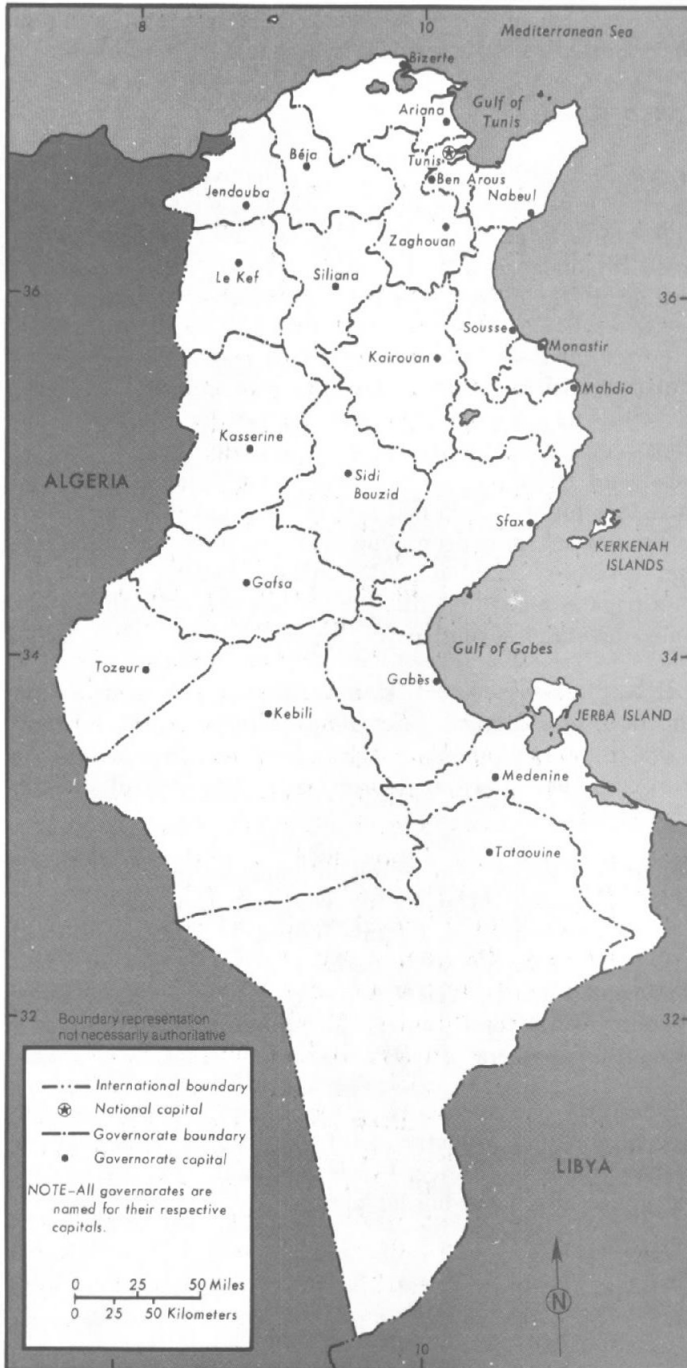 8
10
Mediterranean Sea
Bizerte
Gulf of
Tunis
Ariana
Béja
Tunis
Ben Arous
Jendouba
Nabeul
Zaghouan
Le Kef
Siliana
36
36
Sousse
Monastir
Kairouan
Mahdia
Kasserine
ALGERIA
Sidi
Bouzid
Sfax
KERKENAH
ISLANDS
Gafsa
34
Gulf of Gabes
34
Tozeur
Gabès
Kebili
JERBA ISLAND
Medenine
Tataouine
32
32
Boundary representation
not necessarily authoritative
International boundary
National capital
Governorate boundary
Governorate capital
NOTE–All governorates are
named for their respective
capitals.
0 25 50 Miles
0 25 50 Kilometers
LIBYA
N
10